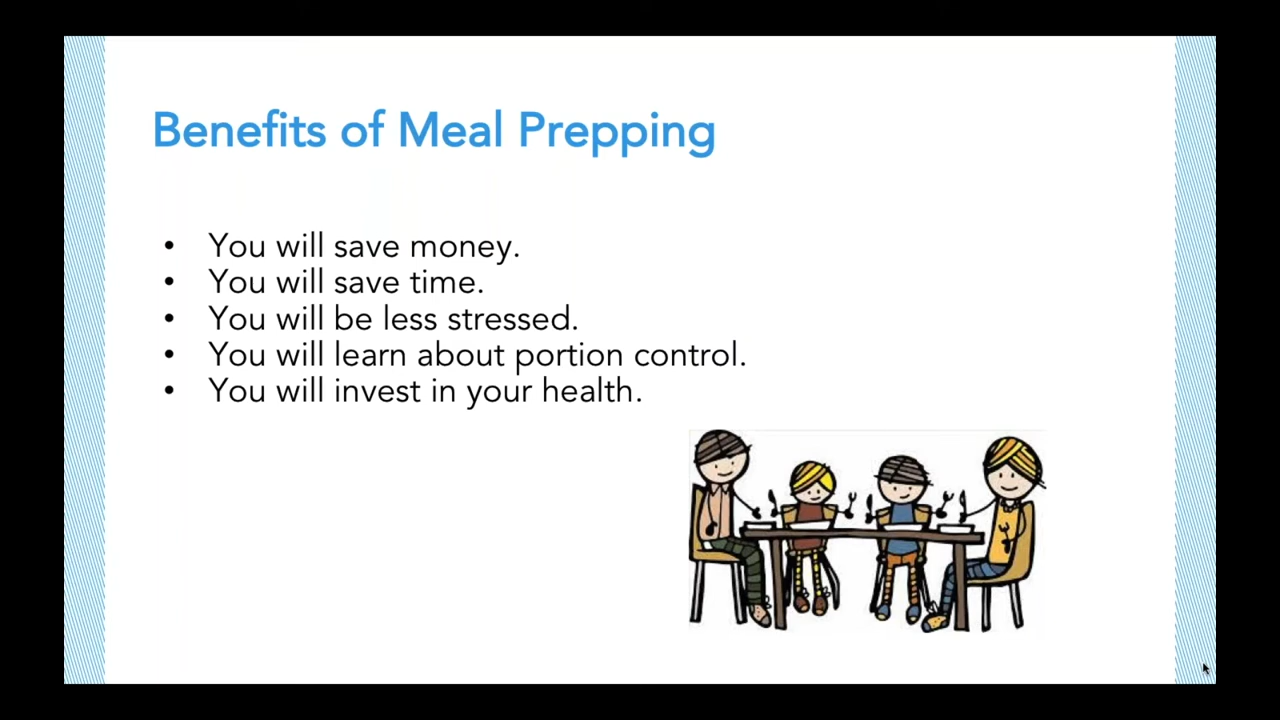 Benefits of Meal Prepping
• You will save money.
• You will save time.
• You will be less stressed.
• You will learn about portion control.
• You will invest in your health.